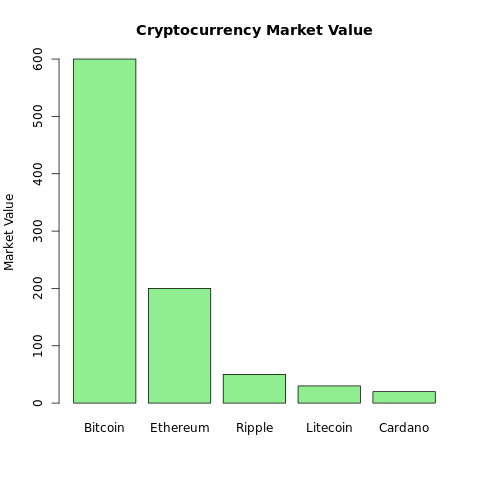 Cryptocurrency Market Value
Market Value
600
500
400
300
200
100
0
Bitcoin Ethereum Ripple Litecoin Cardano